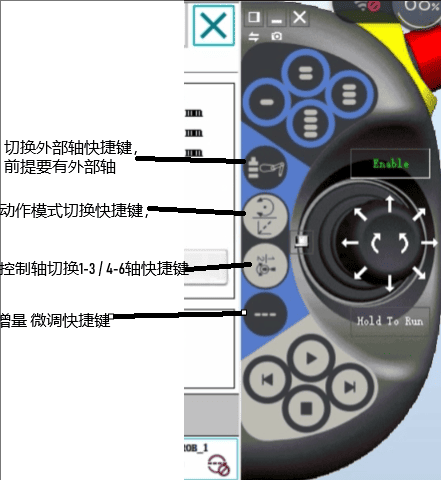 00%
mm
mm
mm
切换外部轴快捷键，
前提要有外部轴
Enable
动作模式切换快捷键，
控制轴切换1-3 / 4-6轴快捷键
增量 微调快捷键
Hold To Run
ROB_1